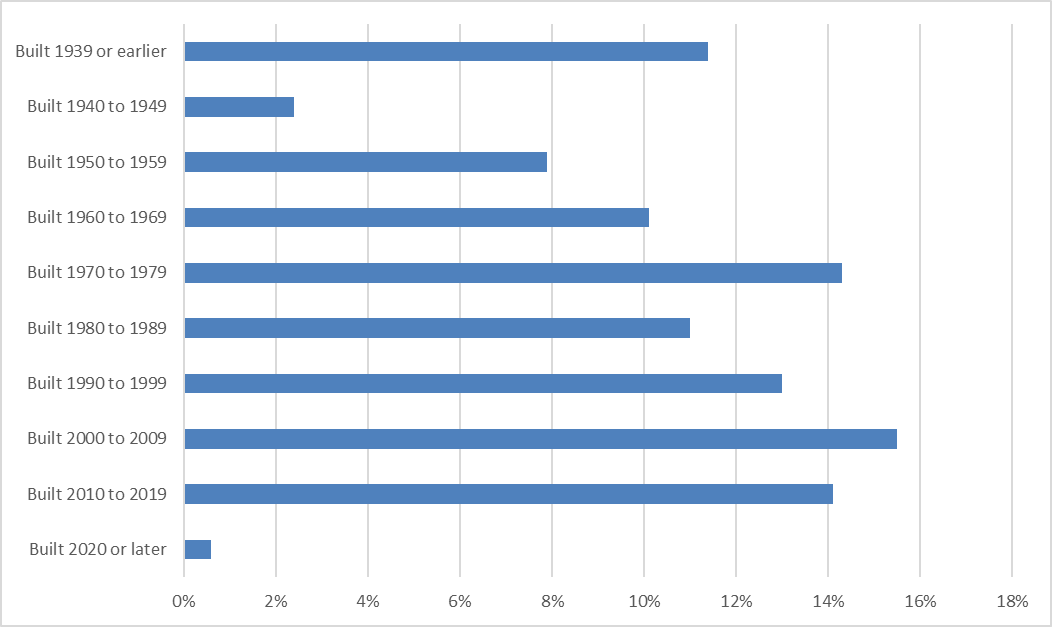 Built 1939 or earlier
Built 1940 to 1949
Built 1950 to 1959
Built 1960 to 1969
Built 1970 to 1979
Built 1980 to 1989
Built 1990 to 1999
Built 2000 to 2009
Built 2010 to 2019
Built 2020 or later
0% 2% 4% 6% 8% 10% 12% 14% 16% 18%